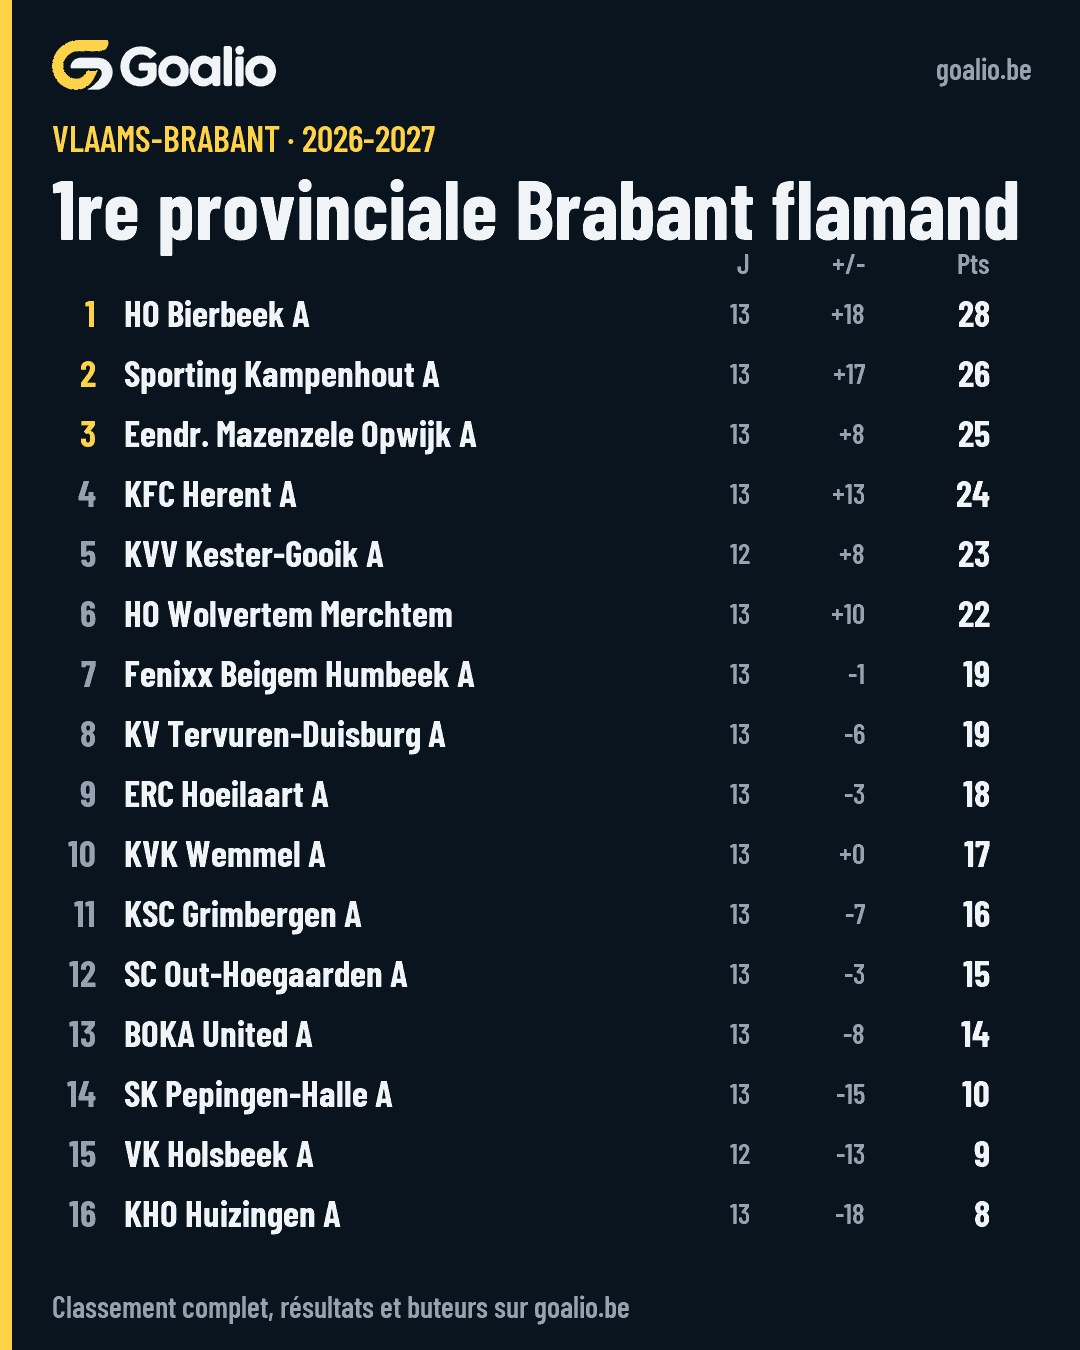 Goalio goalio.be
VLAAMS-BRABANT · 2026-2027
1re provinciale Brabant flamand
J +/- Pts
1 HO Bierbeek A 13 +18 28
2 Sporting Kampenhout A 13 +17 26
3 Eendr. Mazenzele Opwijk A 13 +8 25
4 KFC Herent A 13 +13 24
5 KVV Kester-Gooik A 12 +8 23
6 HO Wolvertem Merchtem 13 +10 22
7 Fenixx Beigem Humbeek A 13 -1 19
8 KV Tervuren-Duisburg A 13 -6 19
9 ERC Hoeilaart A 13 -3 18
10 KVK Wemmel A 13 +0 17
11 KSC Grimbergen A 13 -7 16
12 SC Out-Hoegaarden A 13 -3 15
13 BOKA United A 13 -8 14
14 SK Pepingen-Halle A 13 -15 10
15 VK Holsbeek A 12 -13 9
16 KHO Huizingen A 13 -18 8
Classement complet, résultats et buteurs sur goalio.be